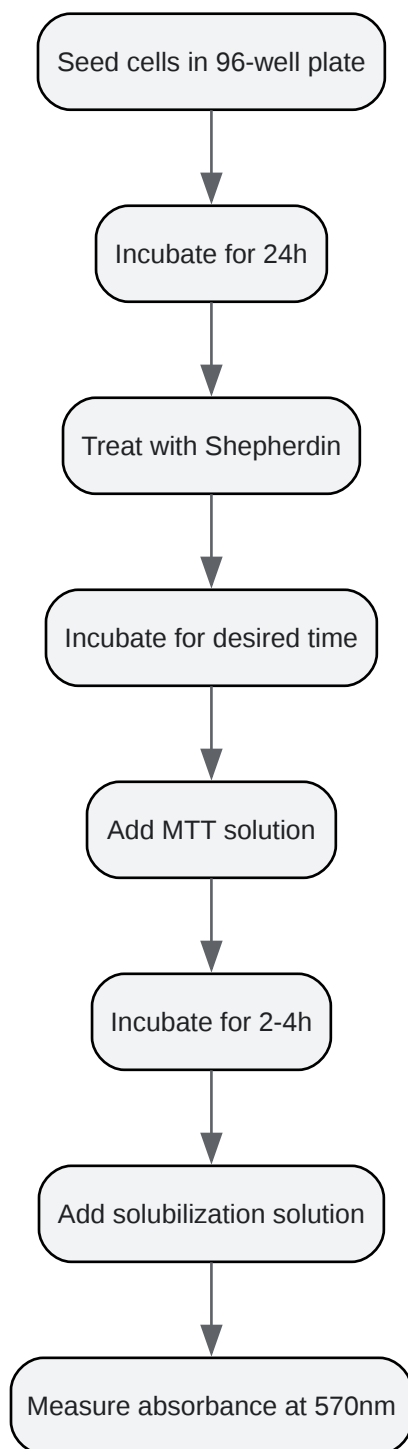 Seed cells in 96-well plate
Incubate for 24h
Treat with Shepherdin
Incubate for desired time
Add MTT solution
Incubate for 2-4h
Add solubilization solution
Measure absorbance at 570nm